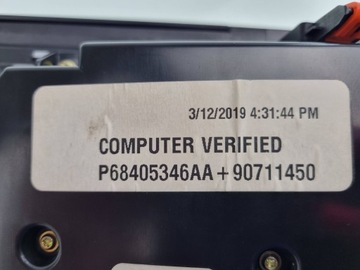 3/12/2019 4:31:44 PM
COMPUTER VERIFIED
P68405346AA+90711450